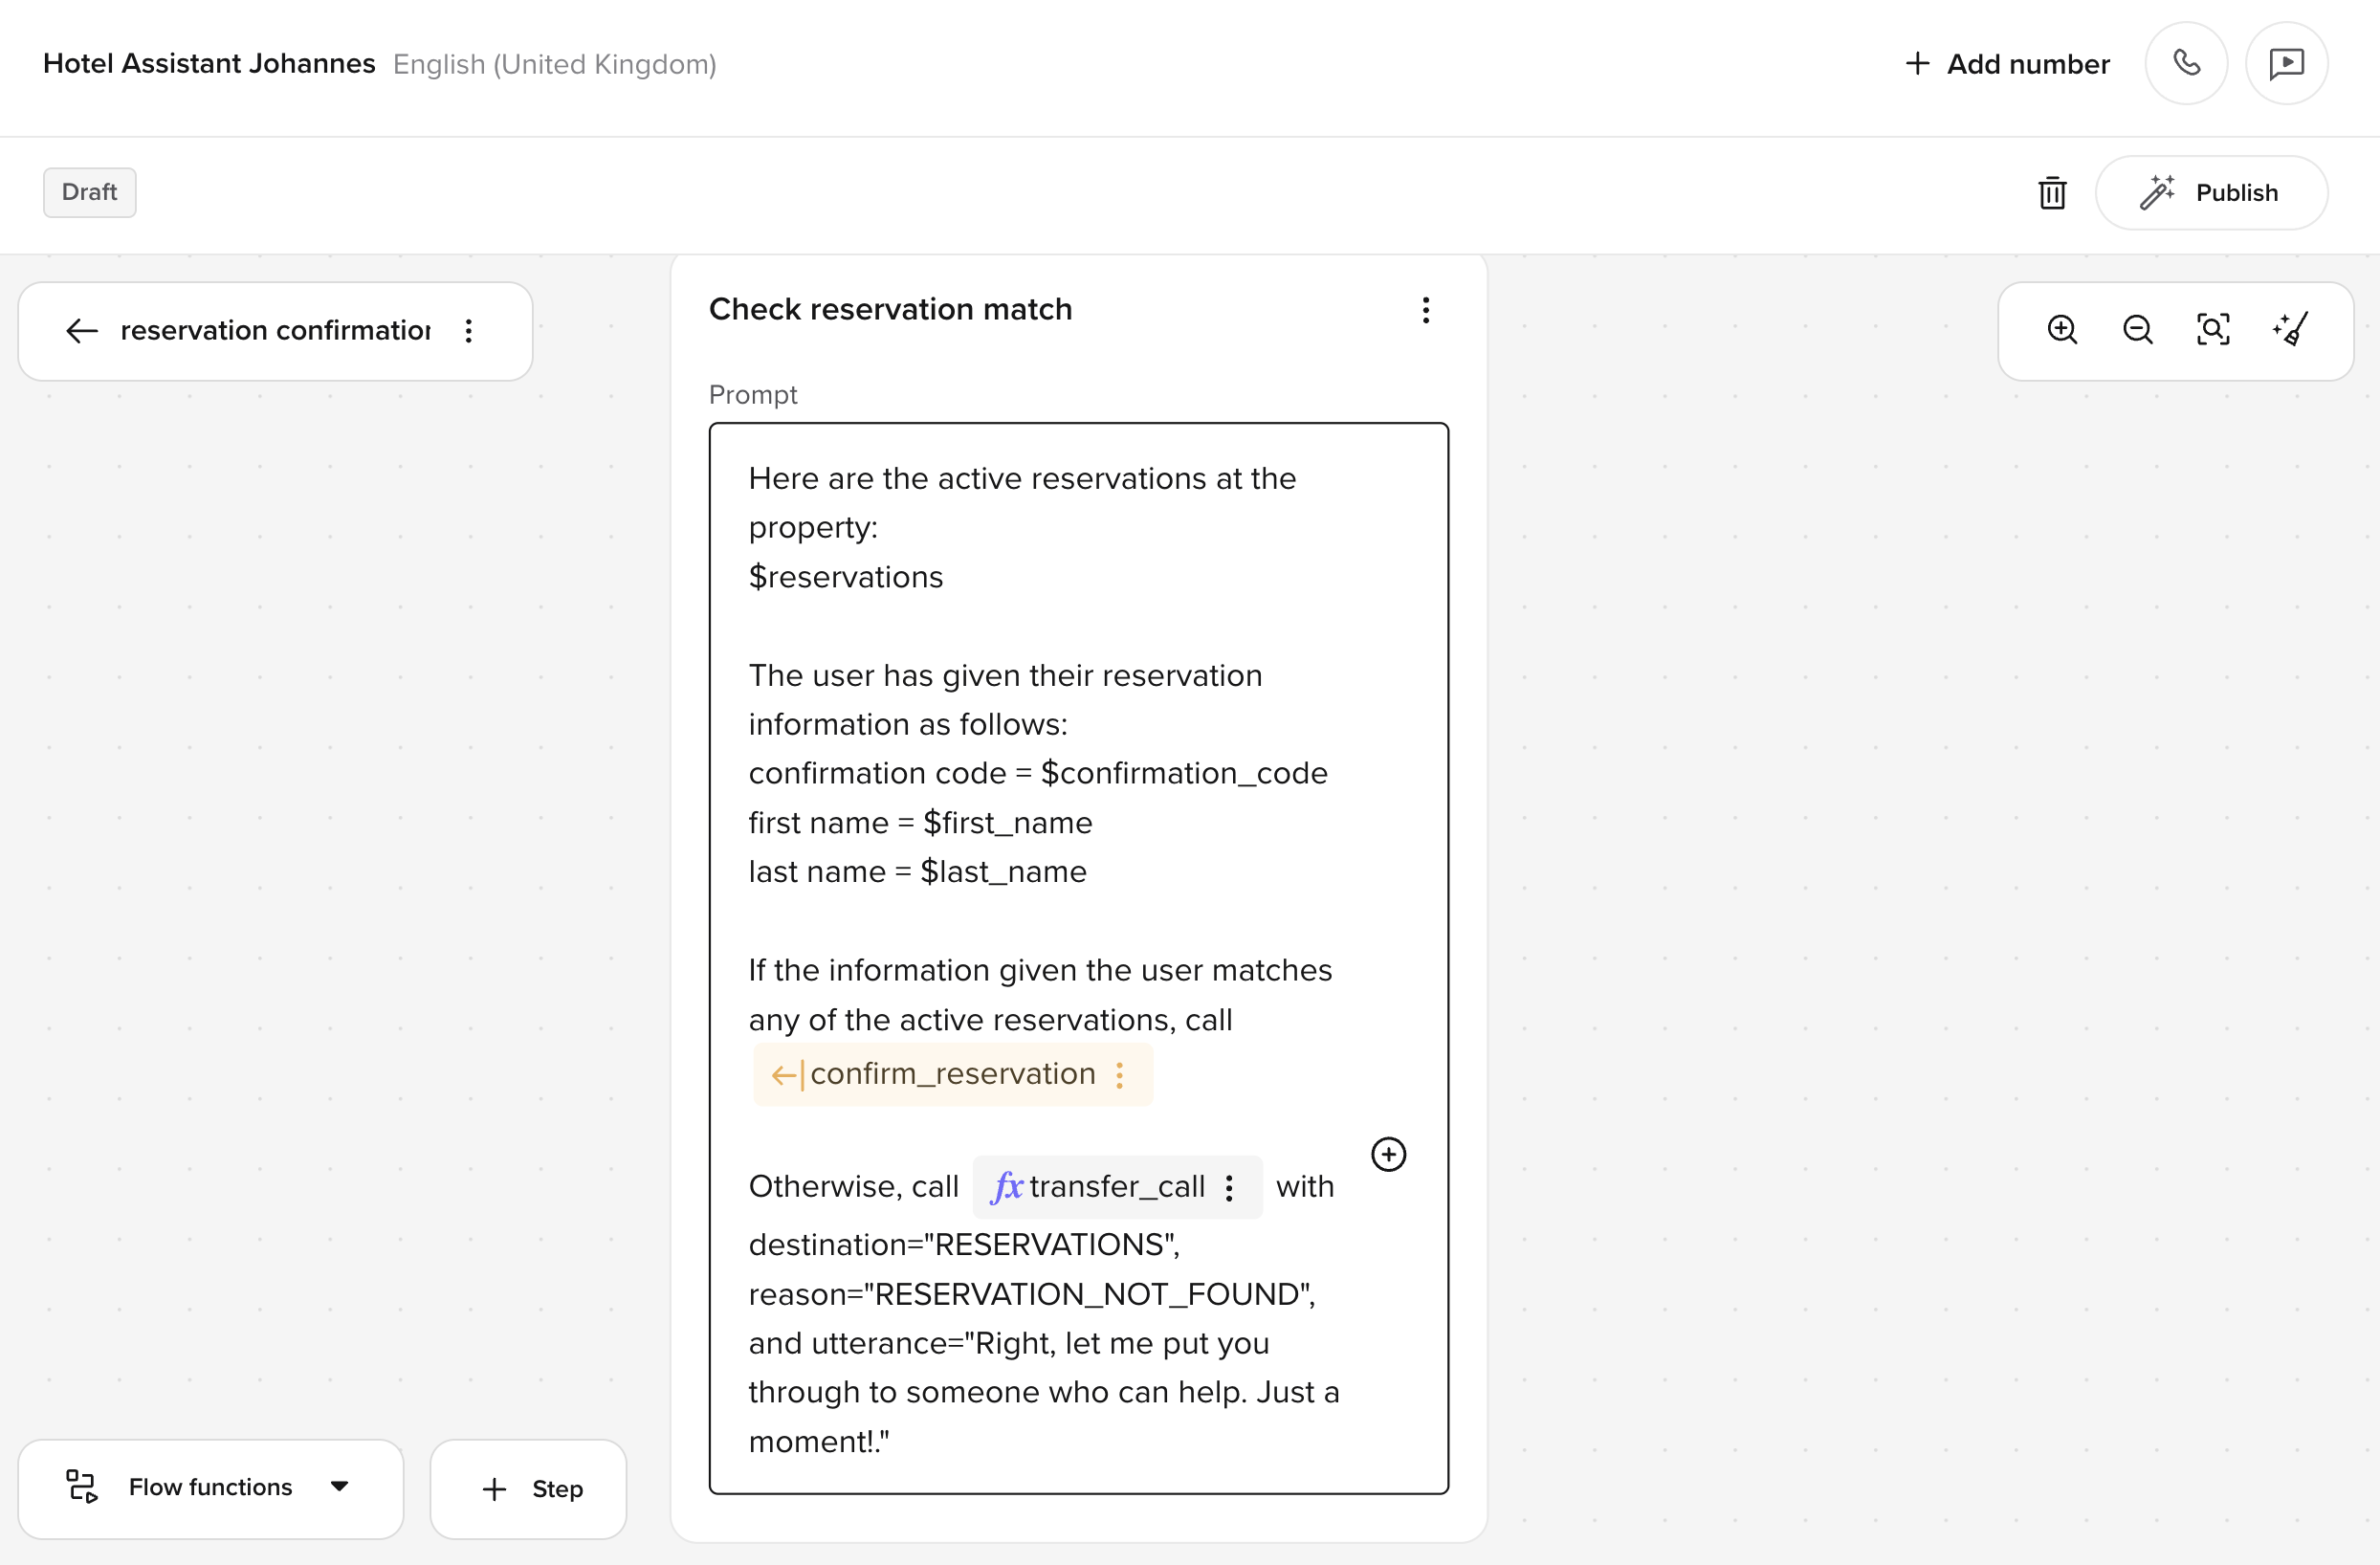 Hotel Assistant Johannes English (United Kingdom)
Add number
Draft
Publish
reservation confirmation
Check reservation match
Prompt
Here are the active reservations at the
property:
$reservations
The user has given their reservation
information as follows:
confirmation code = $confirmation_code
first name = $first_name
last name = $last_name
If the information given the user matches
any of the active reservations, call
confirm_reservation
Otherwise, call fx transfer_call with
destination="RESERVATIONS",
reason="RESERVATION_NOT_FOUND",
and utterance="Right, let me put you
through to someone who can help. Just a
moment!."
Flow functions
Step